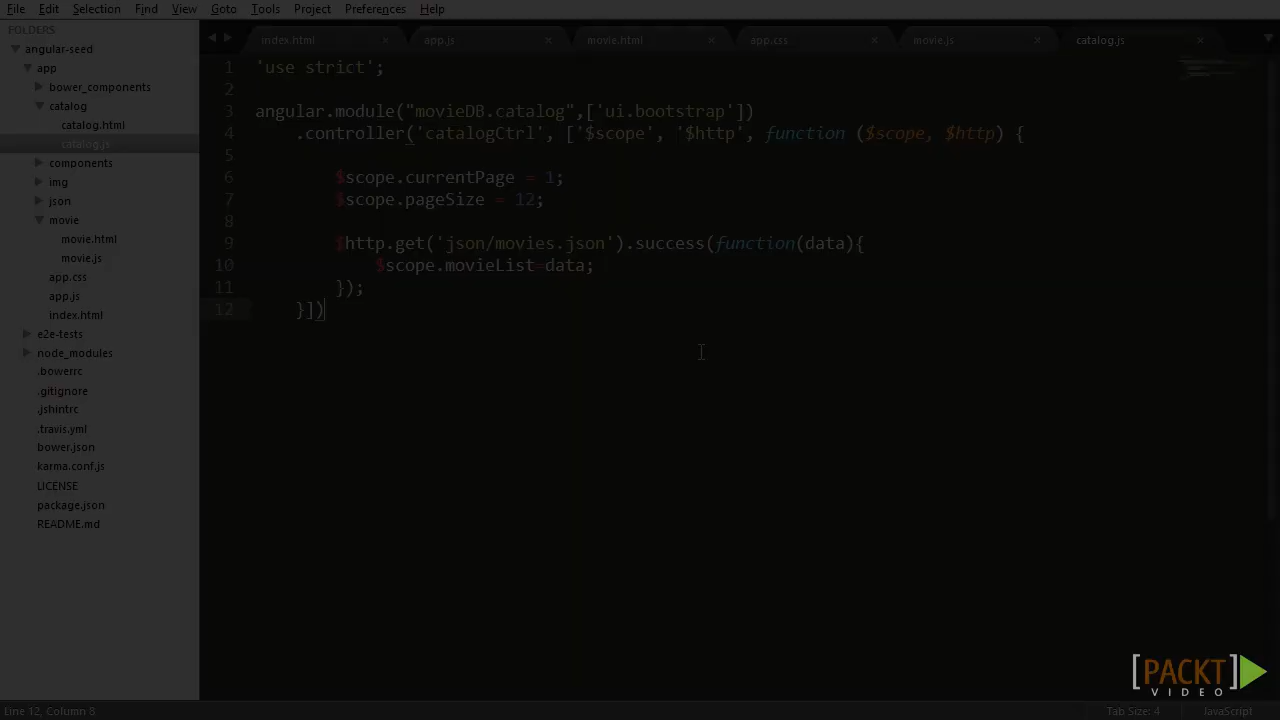 File Edit Selection Find View Goto Tools Project Preferences Help
FOLDERS
angular-seed
app
bower_components
catalog
catalog.html
catalog.js
components
img
json
movie
movie.html
movie.js
app.css
app.js
index.html
e2e-tests
node_modules
.bowerrc
.gitignore
.jshintrc
.travis.yml
bower.json
karma.conf.js
LICENSE
package.json
README.md
index.html × app.js × movie.html × app.css × movie.js × catalog.js ×
1 'use strict';
2
3 angular.module("movieDB.catalog",['ui.bootstrap'])
4 .controller('catalogCtrl', ['$scope', '$http', function ($scope, $http) {
5
6 $scope.currentPage = 1;
7 $scope.pageSize = 12;
8
9 $http.get('json/movies.json').success(function(data){
10 $scope.movieList=data;
11 });
12 }])
[PACKT]
VIDEO
Line 12, Column 8 Tab Size: 4 JavaScript